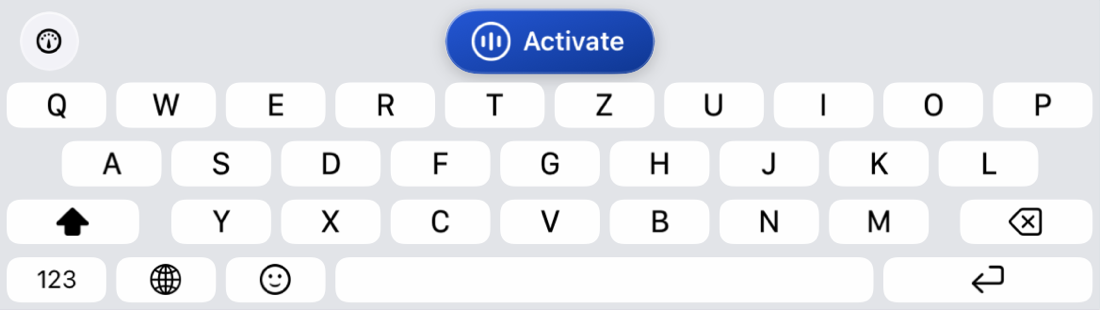 Activate
Q W E R T Z U I O P
A S D F G H J K L
Y X C V B N M
123